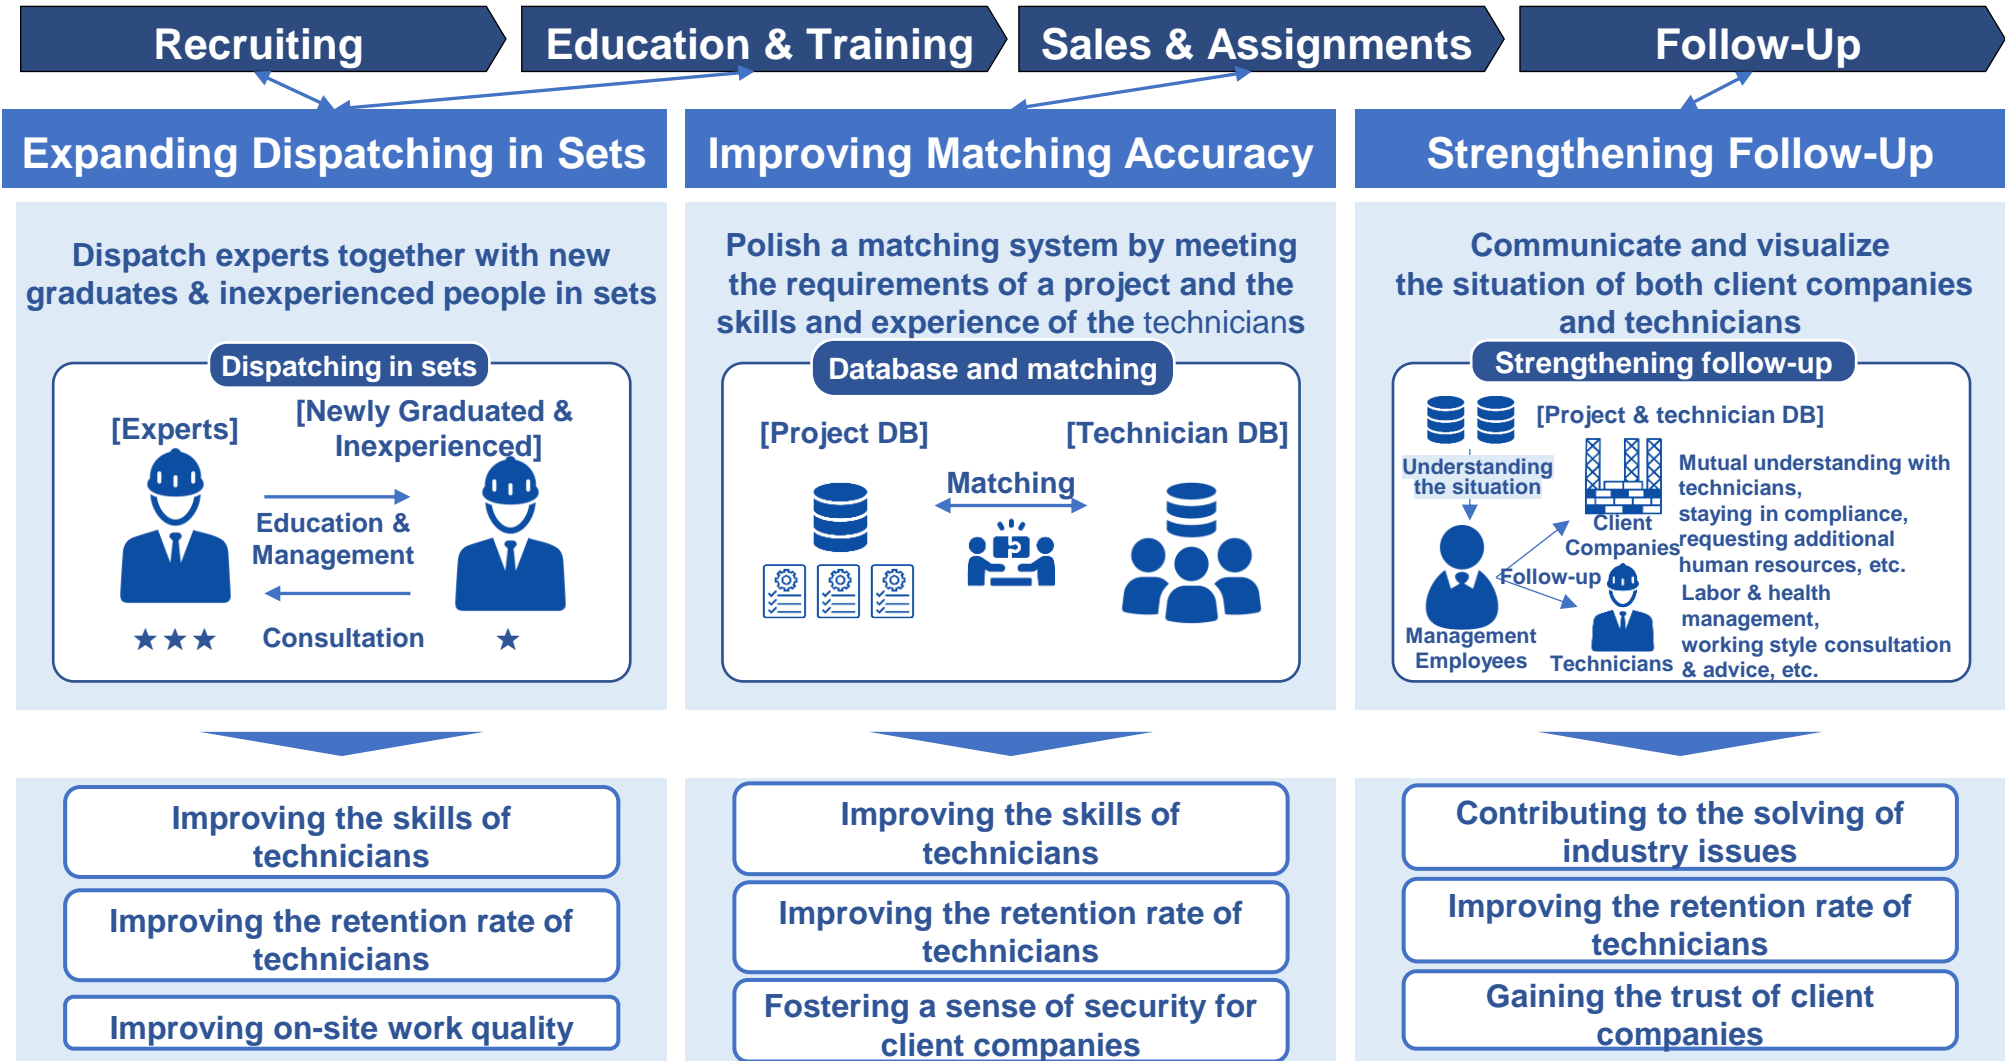 Recruiting
Education & Training
Sales & Assignments
Follow-Up
Expanding Dispatching in Sets
Dispatch experts together with new
graduates & inexperienced people in sets
Dispatching in sets
[Experts]
[Newly Graduated &
Inexperienced]
Education &
Management
Consultation
★★★
★
Improving the skills of
technicians
Improving the retention rate of
technicians
Improving on-site work quality
Improving Matching Accuracy
Polish a matching system by meeting
the requirements of a project and the
skills and experience of the technicians
Database and matching
[Project DB]
[Technician DB]
Matching
Improving the skills of
technicians
Improving the retention rate of
technicians
Fostering a sense of security for
client companies
Strengthening Follow-Up
Communicate and visualize
the situation of both client companies
and technicians
Strengthening follow-up
[Project & technician DB]
Understanding
the situation
Client
Companies
Mutual understanding with
technicians,
staying in compliance,
requesting additional
human resources, etc.
Follow-up
Management
Employees
Technicians
Labor & health
management,
working style consultation
& advice, etc.
Contributing to the solving of
industry issues
Improving the retention rate of
technicians
Gaining the trust of client
companies